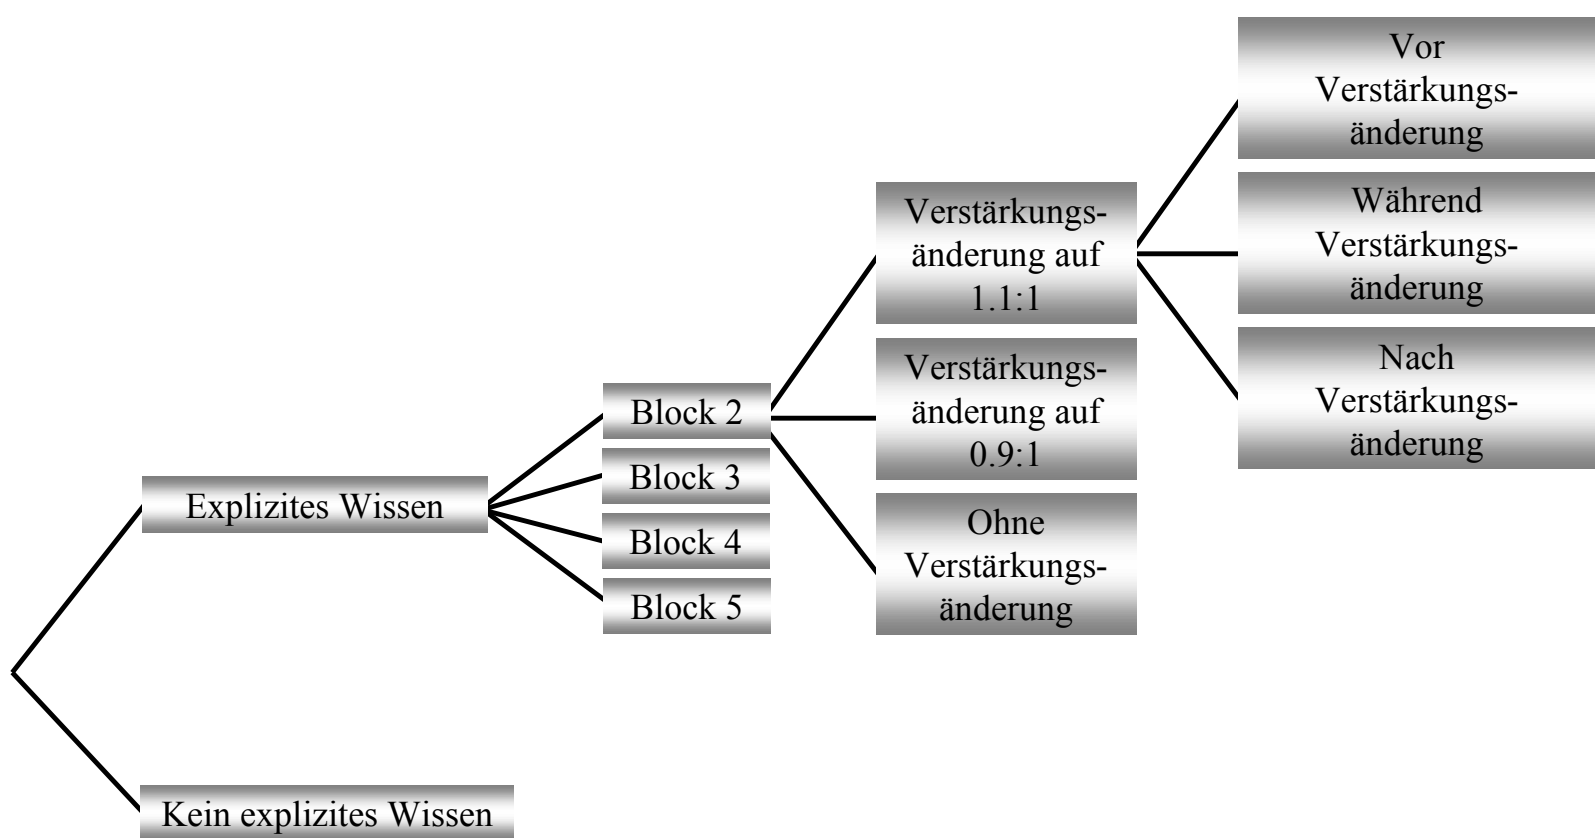 Explizites Wissen
Kein explizites Wissen
Block 2
Block 3
Block 4
Block 5
Verstärkungs-
änderung auf
1.1:1
Verstärkungs-
änderung auf
0.9:1
Ohne
Verstärkungs-
änderung
Vor
Verstärkungs-
änderung
Während
Verstärkungs-
änderung
Nach
Verstärkungs-
änderung